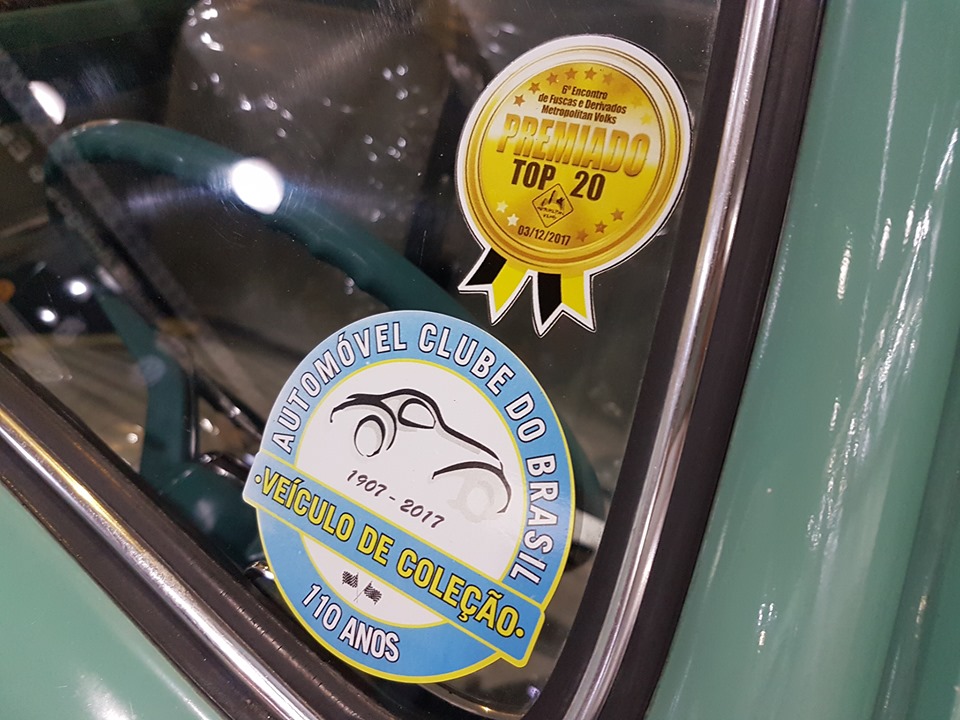 6º Encontro
de Fuscas e Derivados
Metropolitan Volks
PREMIADO
TOP 20
03/12/2017
AUTOMÓVEL CLUBE DO BRASIL
1907 - 2017
•VEÍCULO DE COLEÇÃO•
110 ANOS